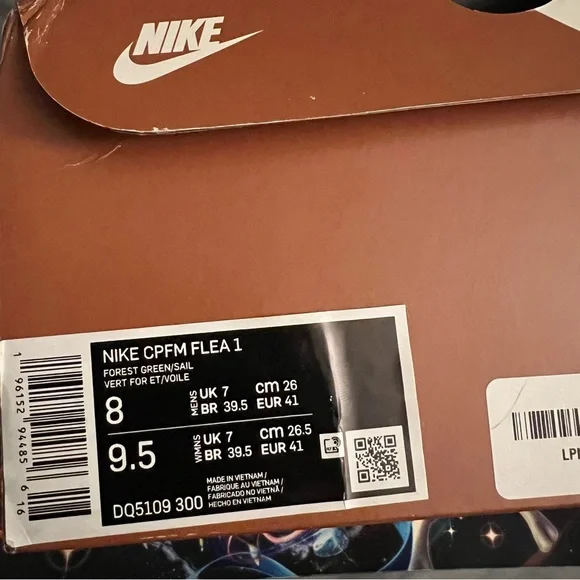 NIKE
NIKE CPFM FLEA 1
FOREST GREEN/SAIL
VERT FOR ET/VOILE
8 MENS UK 7 cm 26
BR 39.5 EUR 41
9.5 WMNS UK 7 cm 26.5
BR 39.5 EUR 41
MADE IN VIETNAM /
FABRIQUE AU VIETNAM /
FABRICADO NO VIETNÃ /
HECHO EN VIETNAM
DQ5109 300
1 96152 94485 6 16